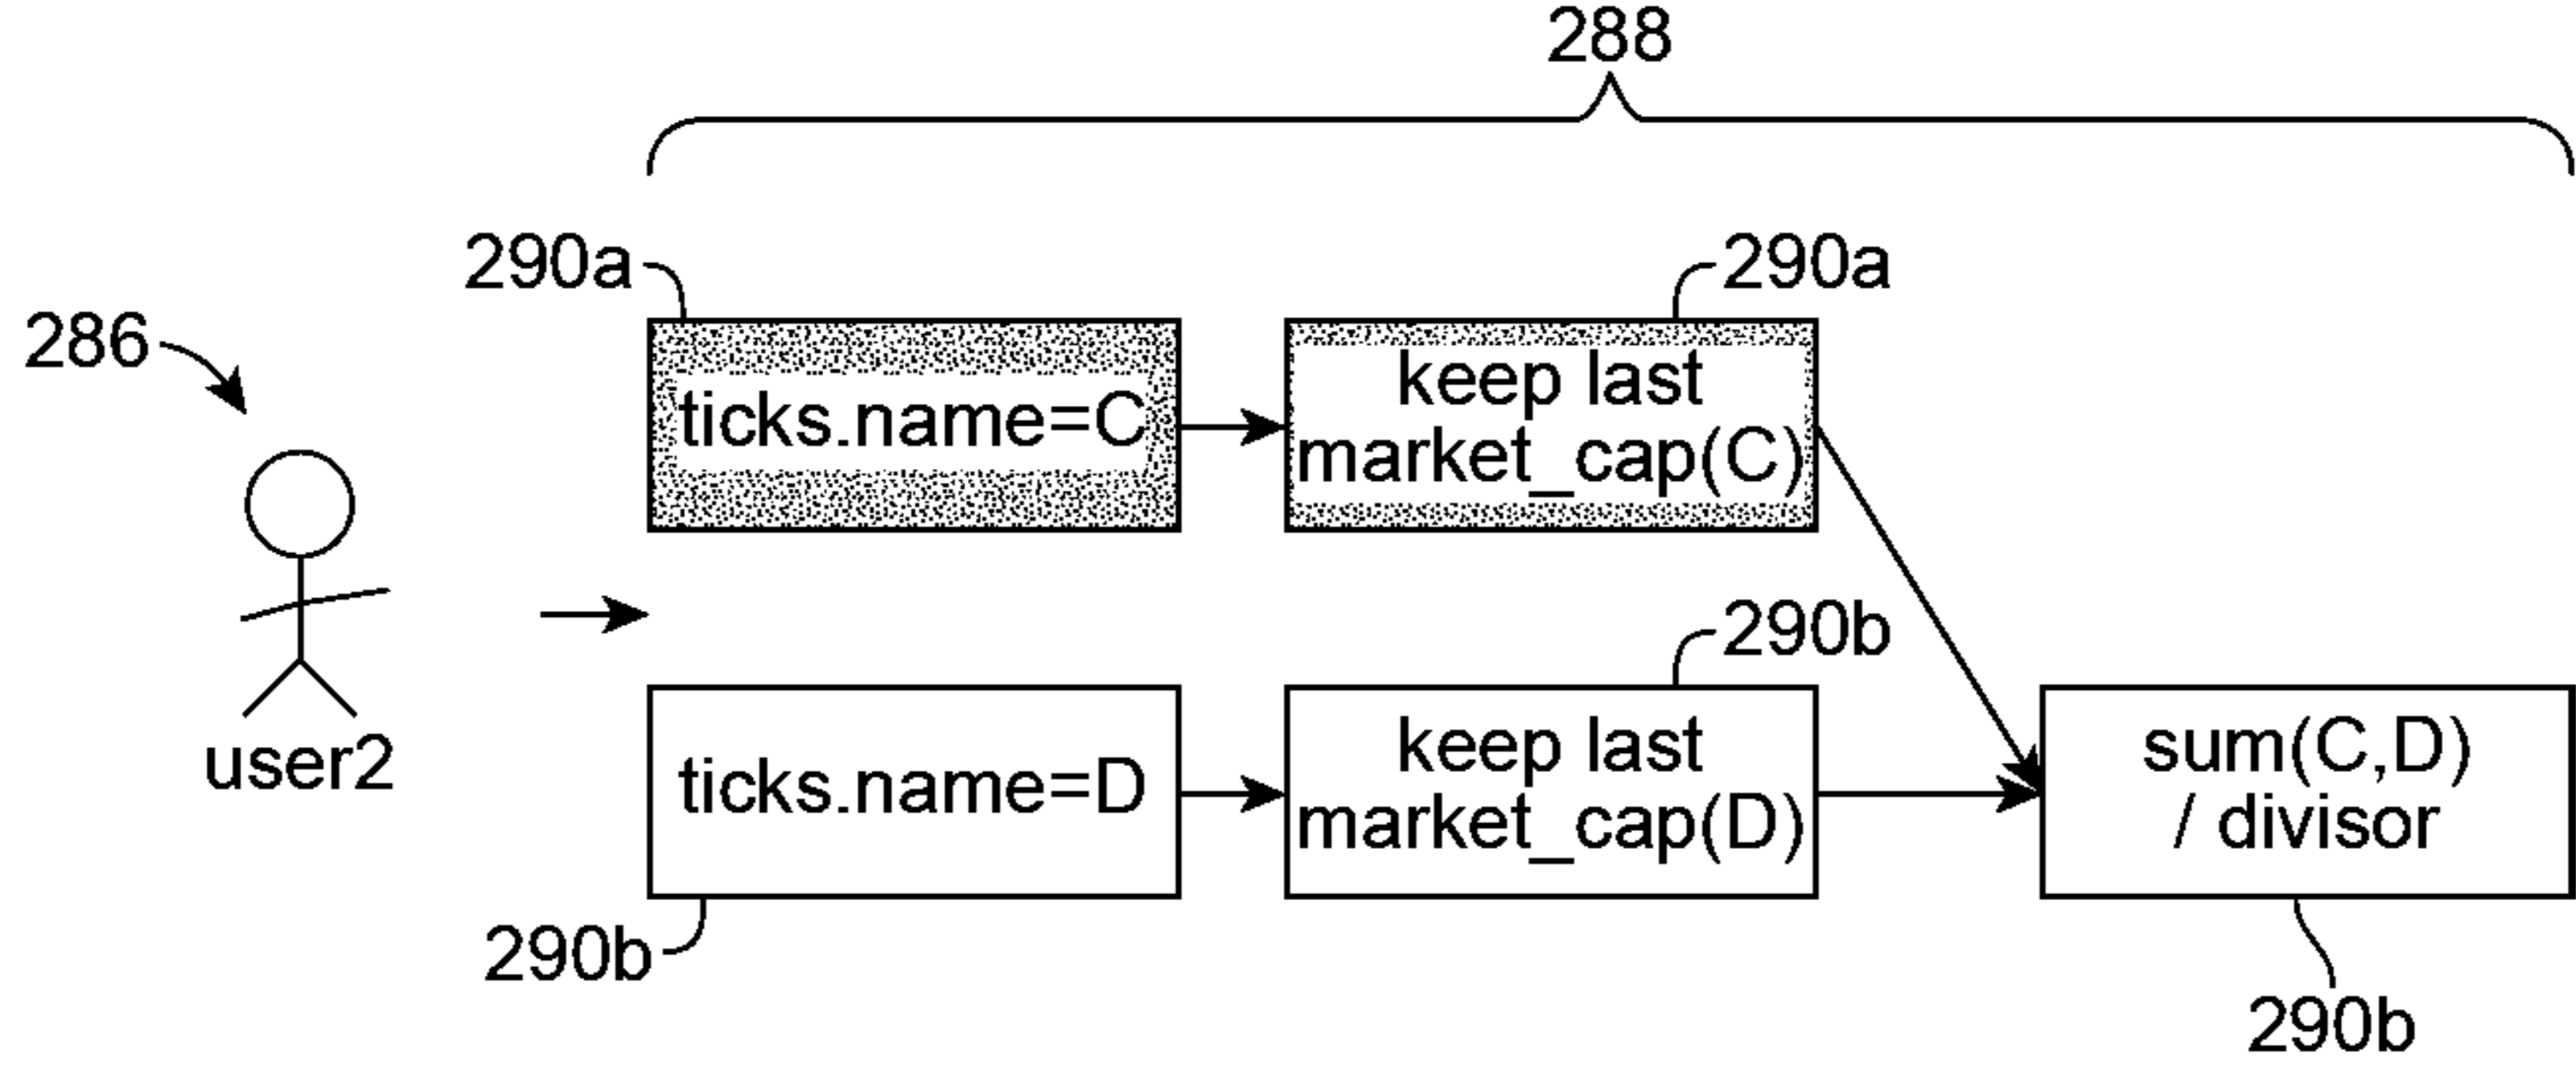 288
290a
290a
286
ticks.name=C
keep last
market_cap(C)
290b
user2
ticks.name=D
keep last
market_cap(D)
sum(C,D)
/ divisor
290b
290b